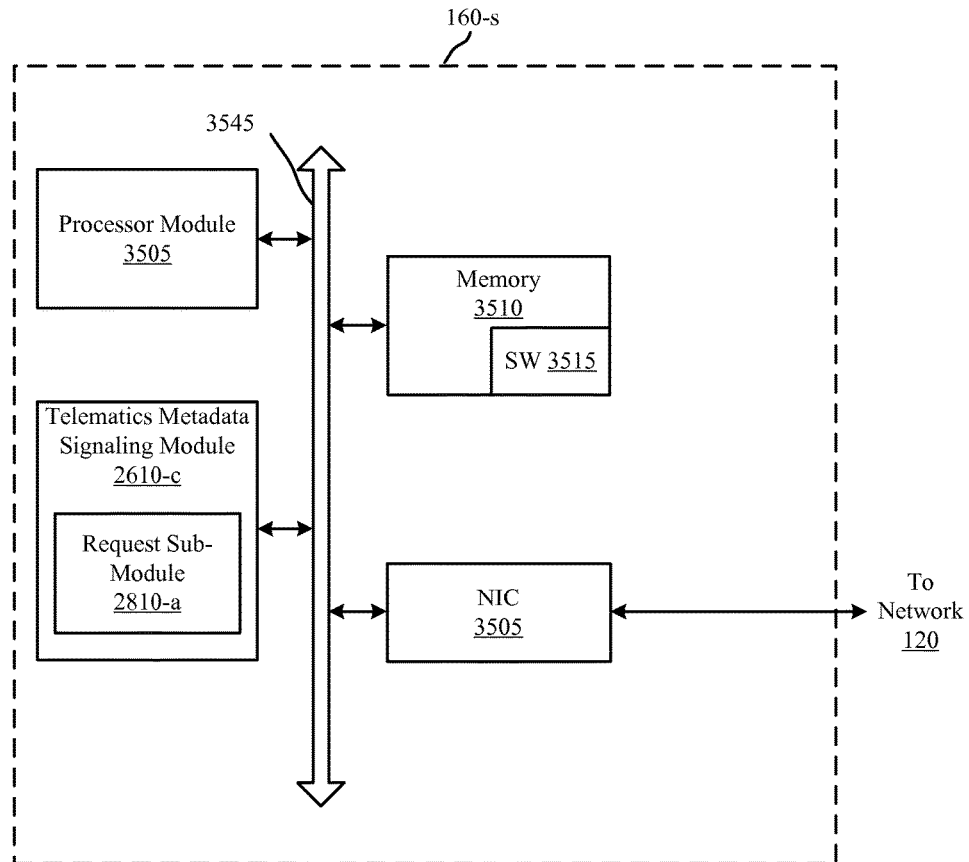 160-s
3545
Processor Module
3505
Memory
3510
SW 3515
Telematics Metadata
Signaling Module
2610-c
Request Sub-
Module
2810-a
NIC
3505
To
Network
120